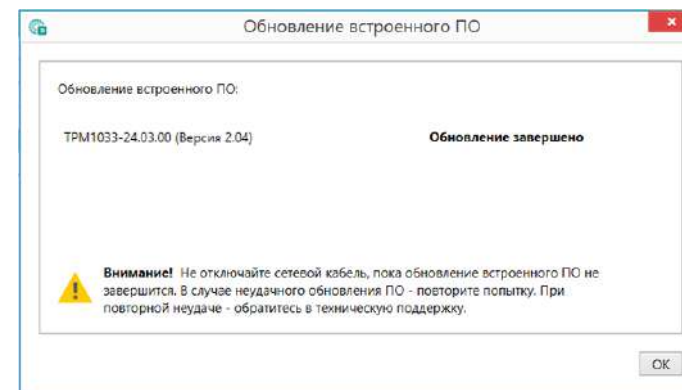 Обновление встроенного ПО
Обновление встроенного ПО:
ТРМ1033-24.03.00 (Версия 2.04) Обновление завершено
Внимание! Не отключайте сетевой кабель, пока обновление встроенного ПО не
завершится. В случае неудачного обновления ПО - повторите попытку. При
повторной неудаче - обратитесь в техническую поддержку.
OK